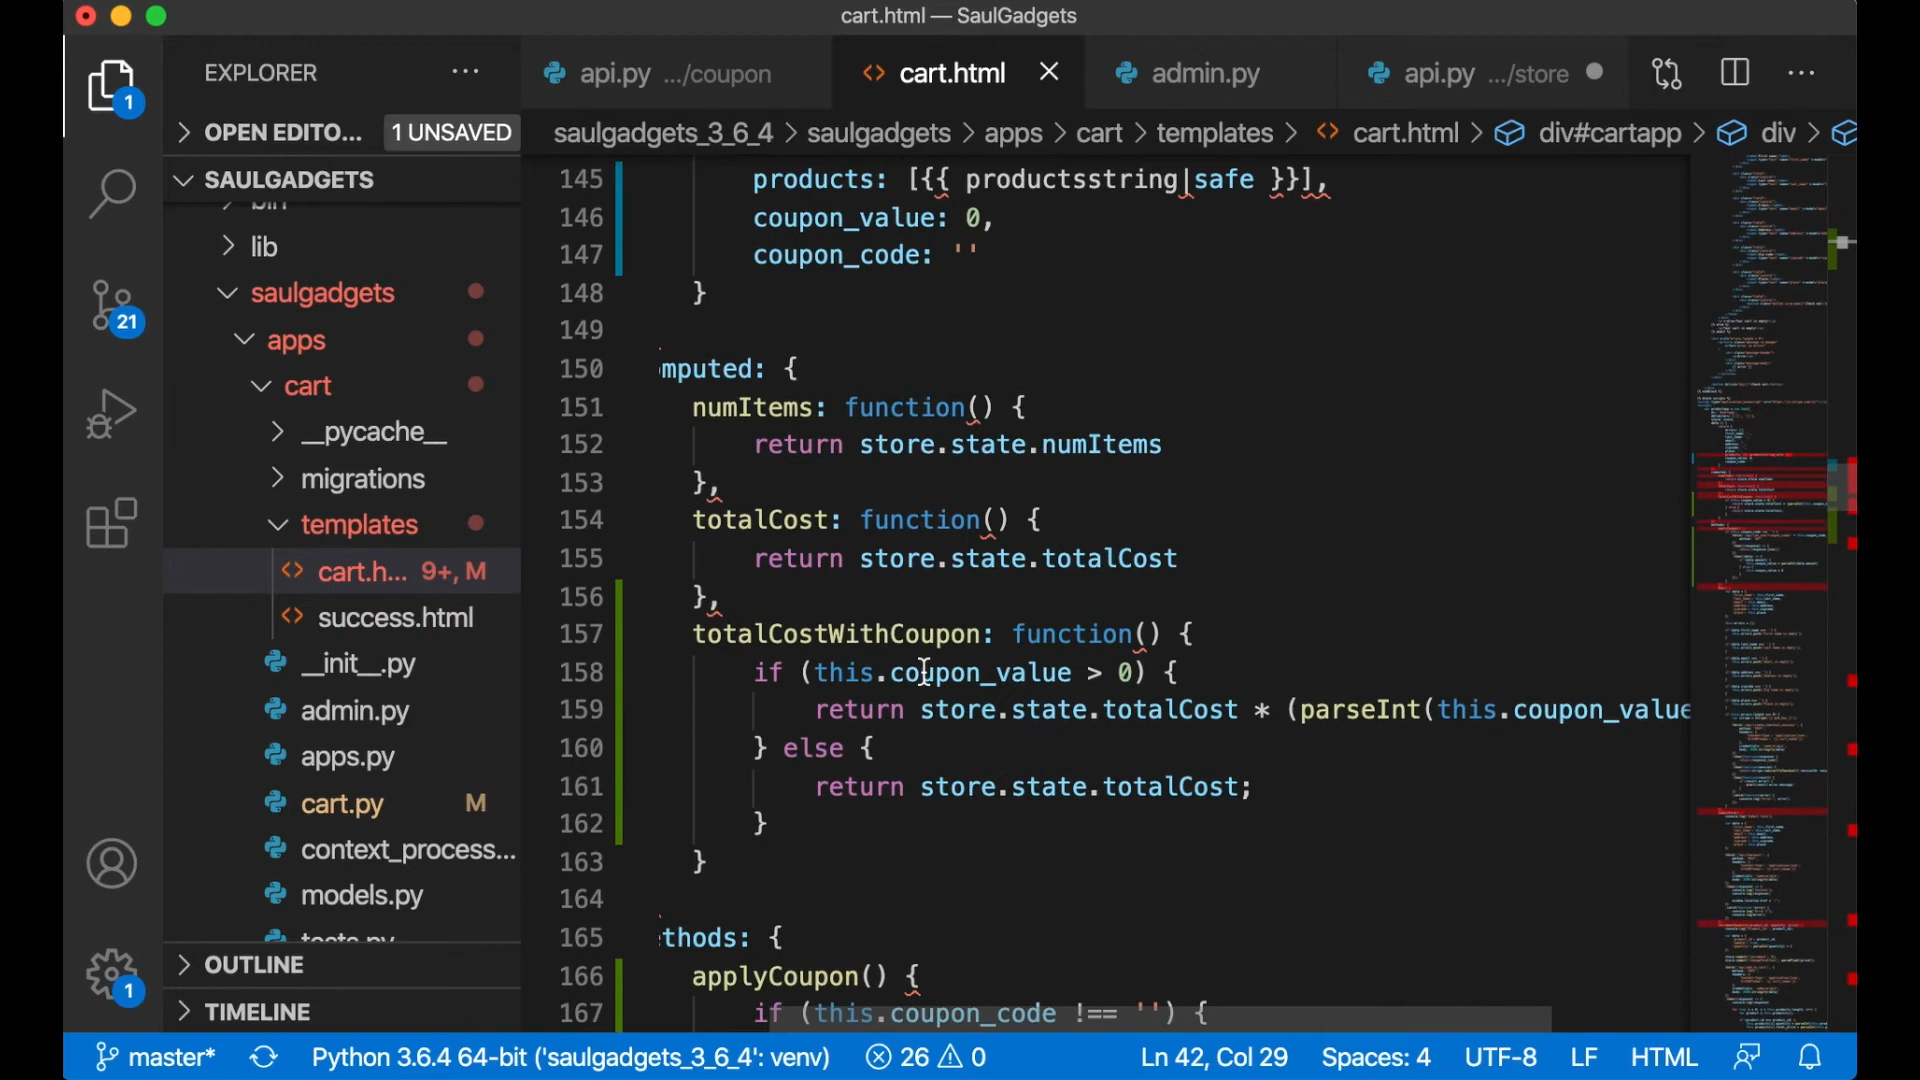 cart.html — SaulGadgets
1
EXPLORER
api.py .../coupon
cart.html
admin.py
api.py .../store
OPEN EDITO...
1 UNSAVED
saulgadgets_3_6_4 > saulgadgets > apps > cart > templates > cart.html > div#cartapp > div >
SAULGADGETS
bin
lib
saulgadgets
apps
cart
__pycache__
migrations
templates
cart.h... 9+, M
success.html
__init__.py
admin.py
apps.py
cart.py M
context_process...
models.py
tests.py
OUTLINE
TIMELINE
21
1
145 products: [{{ productsstring|safe }}],
146 coupon_value: 0,
147 coupon_code: ''
148 }
149
150 mputed: {
151 numItems: function() {
152 return store.state.numItems
153 },
154 totalCost: function() {
155 return store.state.totalCost
156 },
157 totalCostWithCoupon: function() {
158 if (this.coupon_value > 0) {
159 return store.state.totalCost * (parseInt(this.coupon_value
160 } else {
161 return store.state.totalCost;
162 }
163 }
164
165 thods: {
166 applyCoupon() {
167 if (this.coupon_code !== '') {
master* Python 3.6.4 64-bit ('saulgadgets_3_6_4': venv) 26 0 Ln 42, Col 29 Spaces: 4 UTF-8 LF HTML